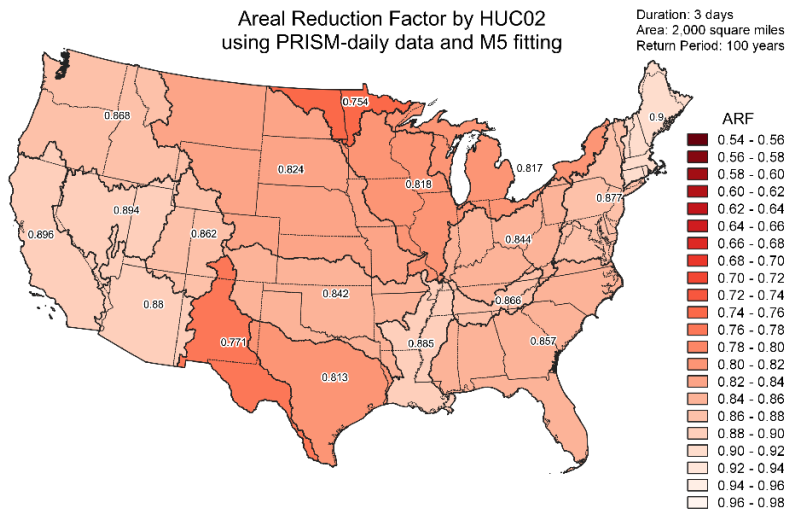 Areal Reduction Factor by HUC02
using PRISM-daily data and M5 fitting
Duration: 3 days
Area: 2,000 square miles
Return Period: 100 years
0.754
0.9
0.868
ARF
0.54 - 0.56
0.56 - 0.58
0.58 - 0.60
0.60 - 0.62
0.62 - 0.64
0.64 - 0.66
0.66 - 0.68
0.68 - 0.70
0.70 - 0.72
0.72 - 0.74
0.74 - 0.76
0.76 - 0.78
0.78 - 0.80
0.80 - 0.82
0.82 - 0.84
0.84 - 0.86
0.86 - 0.88
0.88 - 0.90
0.90 - 0.92
0.92 - 0.94
0.94 - 0.96
0.96 - 0.98
0.824
0.817
0.818
0.877
0.894
0.896
0.862
0.844
0.842
0.866
0.88
0.771
0.885
0.857
0.813